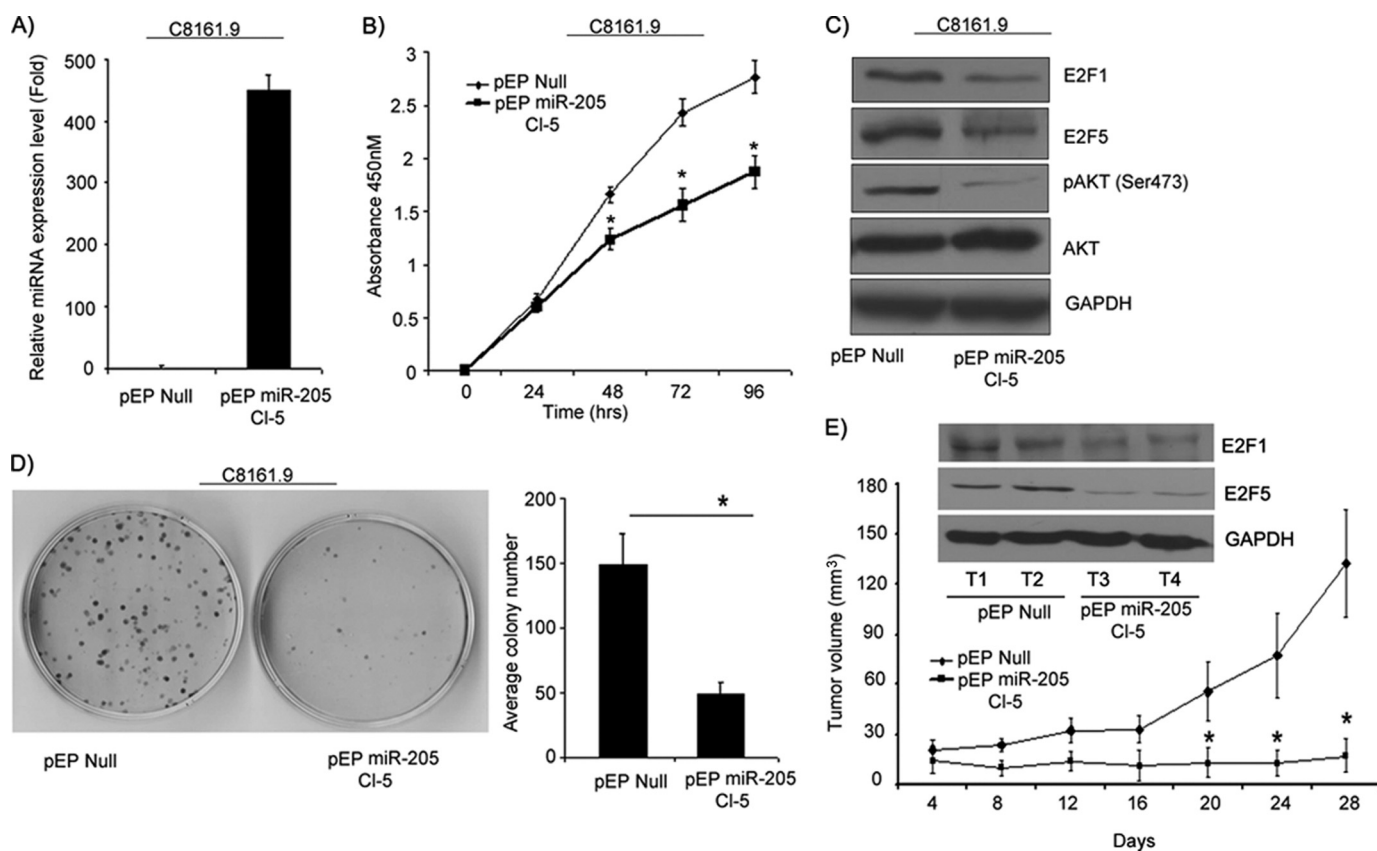 A)
C8161.9
Relative miRNA expression level (Fold)
500
400
300
200
100
0
pEP Null
pEP miR-205
Cl-5
B)
C8161.9
pEP Null
pEP miR-205
Cl-5
Absorbance 450nM
3
2.5
2
1.5
1
0.5
0
*
*
*
0
24
48
72
96
Time (hrs)
C)
C8161.9
E2F1
E2F5
pAKT (Ser473)
AKT
GAPDH
pEP Null
pEP miR-205
Cl-5
D)
C8161.9
pEP Null
pEP miR-205
Cl-5
Average colony number
200
150
100
50
0
*
pEP Null
pEP miR-205
Cl-5
E)
E2F1
E2F5
GAPDH
T1 T2 T3 T4
pEP Null
pEP miR-205
Cl-5
pEP Null
pEP miR-205
Cl-5
Tumor volume (mm³)
180
150
120
90
60
30
0
*
*
*
4
8
12
16
20
24
28
Days